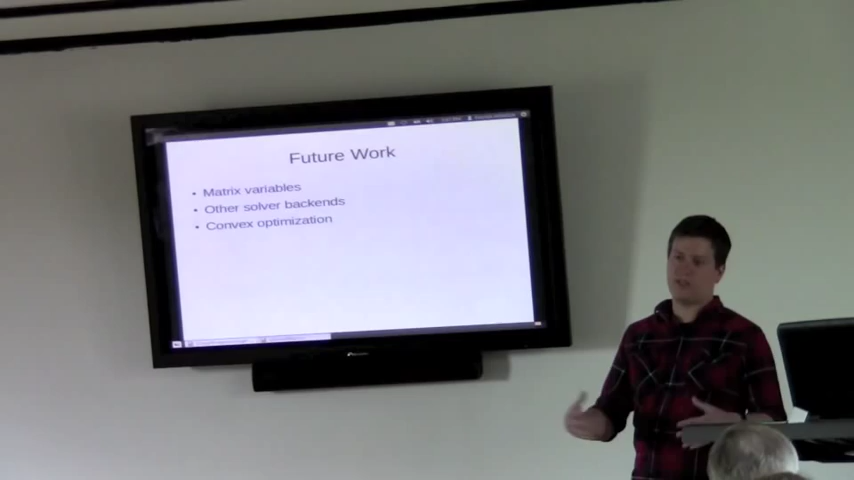 Future Work
• Matrix variables
• Other solver backends
• Convex optimization